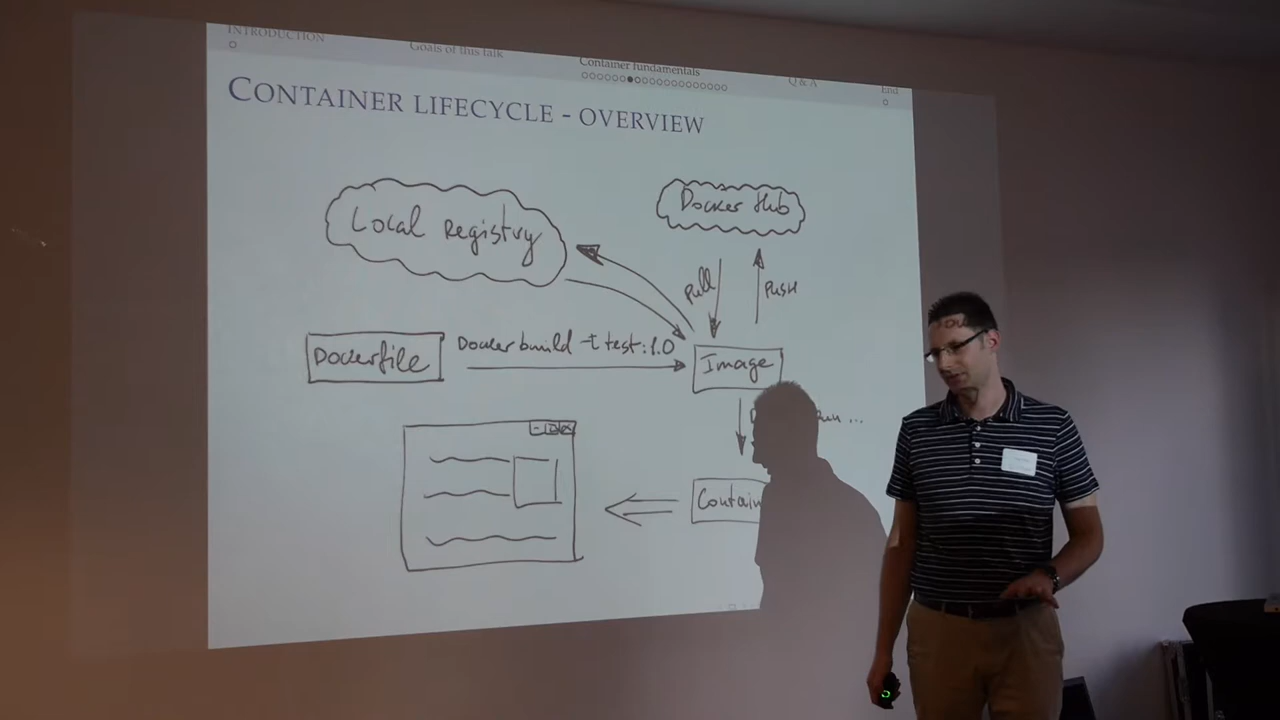 INTRODUCTION
Goals of this talk
Container fundamentals
Q & A
End
CONTAINER LIFECYCLE - OVERVIEW
Local Registry
Docker Hub
Pull
PUSH
Dockerfile
Docker build -t test:1.0
Image
Contain